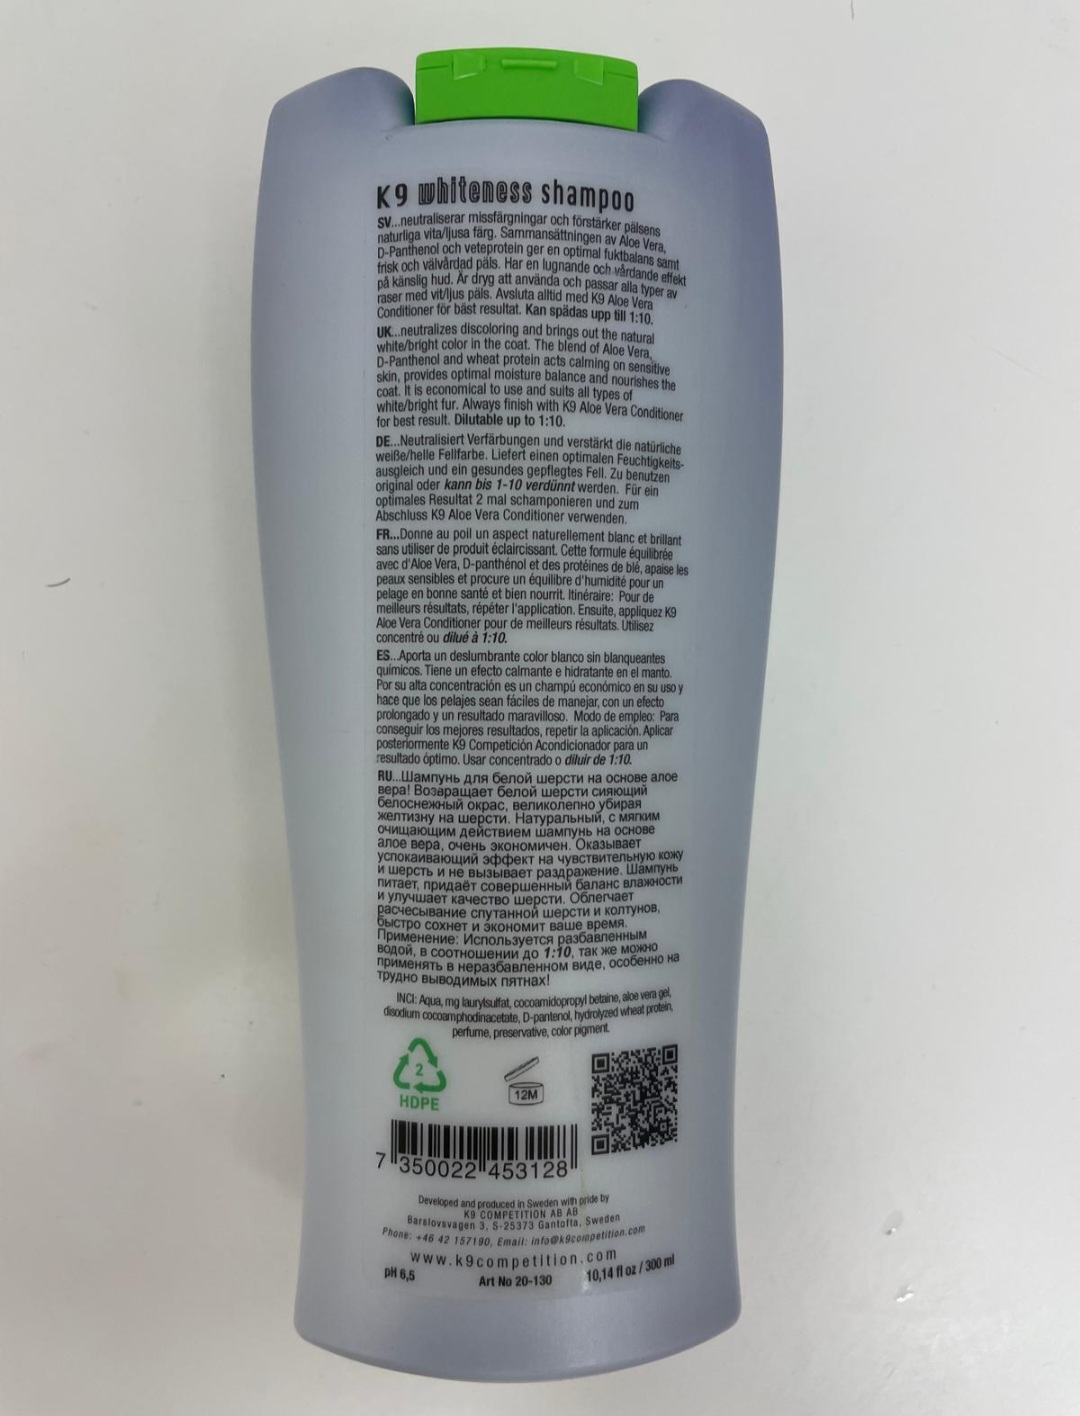 K9 whiteness shampoo
SV...neutraliserar missfärgningar och förstärker pälsens
naturliga vita/ljusa färg. Sammansättningen av Aloe Vera,
D-Panthenol och veteprotein ger en optimal fuktbalans samt
frisk och välvårdad päls. Har en lugnande och vårdande effekt
på känslig hud. Är dryg att använda och passar alla typer av
raser med vit/ljus päls. Avsluta alltid med K9 Aloe Vera
Conditioner för bäst resultat. Kan spädas upp till 1:10.
UK...neutralizes discoloring and brings out the natural
white/bright color in the coat. The blend of Aloe Vera,
D-Panthenol and wheat protein acts calming on sensitive
skin, provides optimal moisture balance and nourishes the
coat. It is economical to use and suits all types of
white/bright fur. Always finish with K9 Aloe Vera Conditioner
for best result. Dilutable up to 1:10.
DE...Neutralisiert Verfärbungen und verstärkt die natürliche
weiße/helle Fellfarbe. Liefert einen optimalen Feuchtigkeits-
ausgleich und ein gesundes gepflegtes Fell. Zu benutzen
original oder kann bis 1-10 verdünnt werden. Für ein
optimales Resultat 2 mal schamponieren und zum
Abschluss K9 Aloe Vera Conditioner verwenden.
FR...Donne au poil un aspect naturellement blanc et brillant
sans utiliser de produit éclaircissant. Cette formule équilibrée
avec d'Aloe Vera, D-panthénol et des protéines de blé, apaise les
peaux sensibles et procure un équilibre d'humidité pour un
pelage en bonne santé et bien nourrit. Itinéraire: Pour de
meilleurs résultats, répéter l'application. Ensuite, appliquez K9
Aloe Vera Conditioner pour de meilleurs résultats. Utilisez
concentré ou dilué à 1:10.
ES...Aporta un deslumbrante color blanco sin blanqueantes
químicos. Tiene un efecto calmante e hidratante en el manto.
Por su alta concentración es un champú económico en su uso y
hace que los pelajes sean fáciles de manejar, con un efecto
prolongado y un resultado maravilloso. Modo de empleo: Para
conseguir los mejores resultados, repetir la aplicación. Aplicar
posteriormente K9 Competición Acondicionador para un
resultado óptimo. Usar concentrado o diluir de 1:10.
RU...Шампунь для белой шерсти на основе алое
вера! Возвращает белой шерсти сияющий
белоснежный окрас, великолепно убирая
желтизну на шерсти. Натуральный, с мягким
очищающим действием шампунь на основе
алое вера, очень экономичен. Оказывает
успокаивающий эффект на чувствительную кожу
и шерсть и не вызывает раздражение. Шампунь
питает, придаёт совершенный баланс влажности
и улучшает качество шерсти. Облегчает
расчесывание спутанной шерсти и колтунов,
быстро сохнет и экономит ваше время.
Применение: Используется разбавленным
водой, в соотношении до 1:10, так же можно
применять в неразбавленном виде, особенно на
трудно выводимых пятнах!
INCI: Aqua, mg laurylsulfat, cocoamidopropyl betaine, aloe vera gel,
disodium cocoamphodinacetate, D-pantenol, hydrolyzed wheat protein,
perfume, preservative, color pigment.
2
HDPE
12M
7 350022 453128
Developed and produced in Sweden with pride by
K9 COMPETITION AB AB
Barslovsvagen 3, S-25373 Gantofta, Sweden
Phone: +46 42 157190, Email: info@k9competition.com
www.k9competition.com
pH 6,5 Art No 20-130 10,14 fl oz / 300 ml